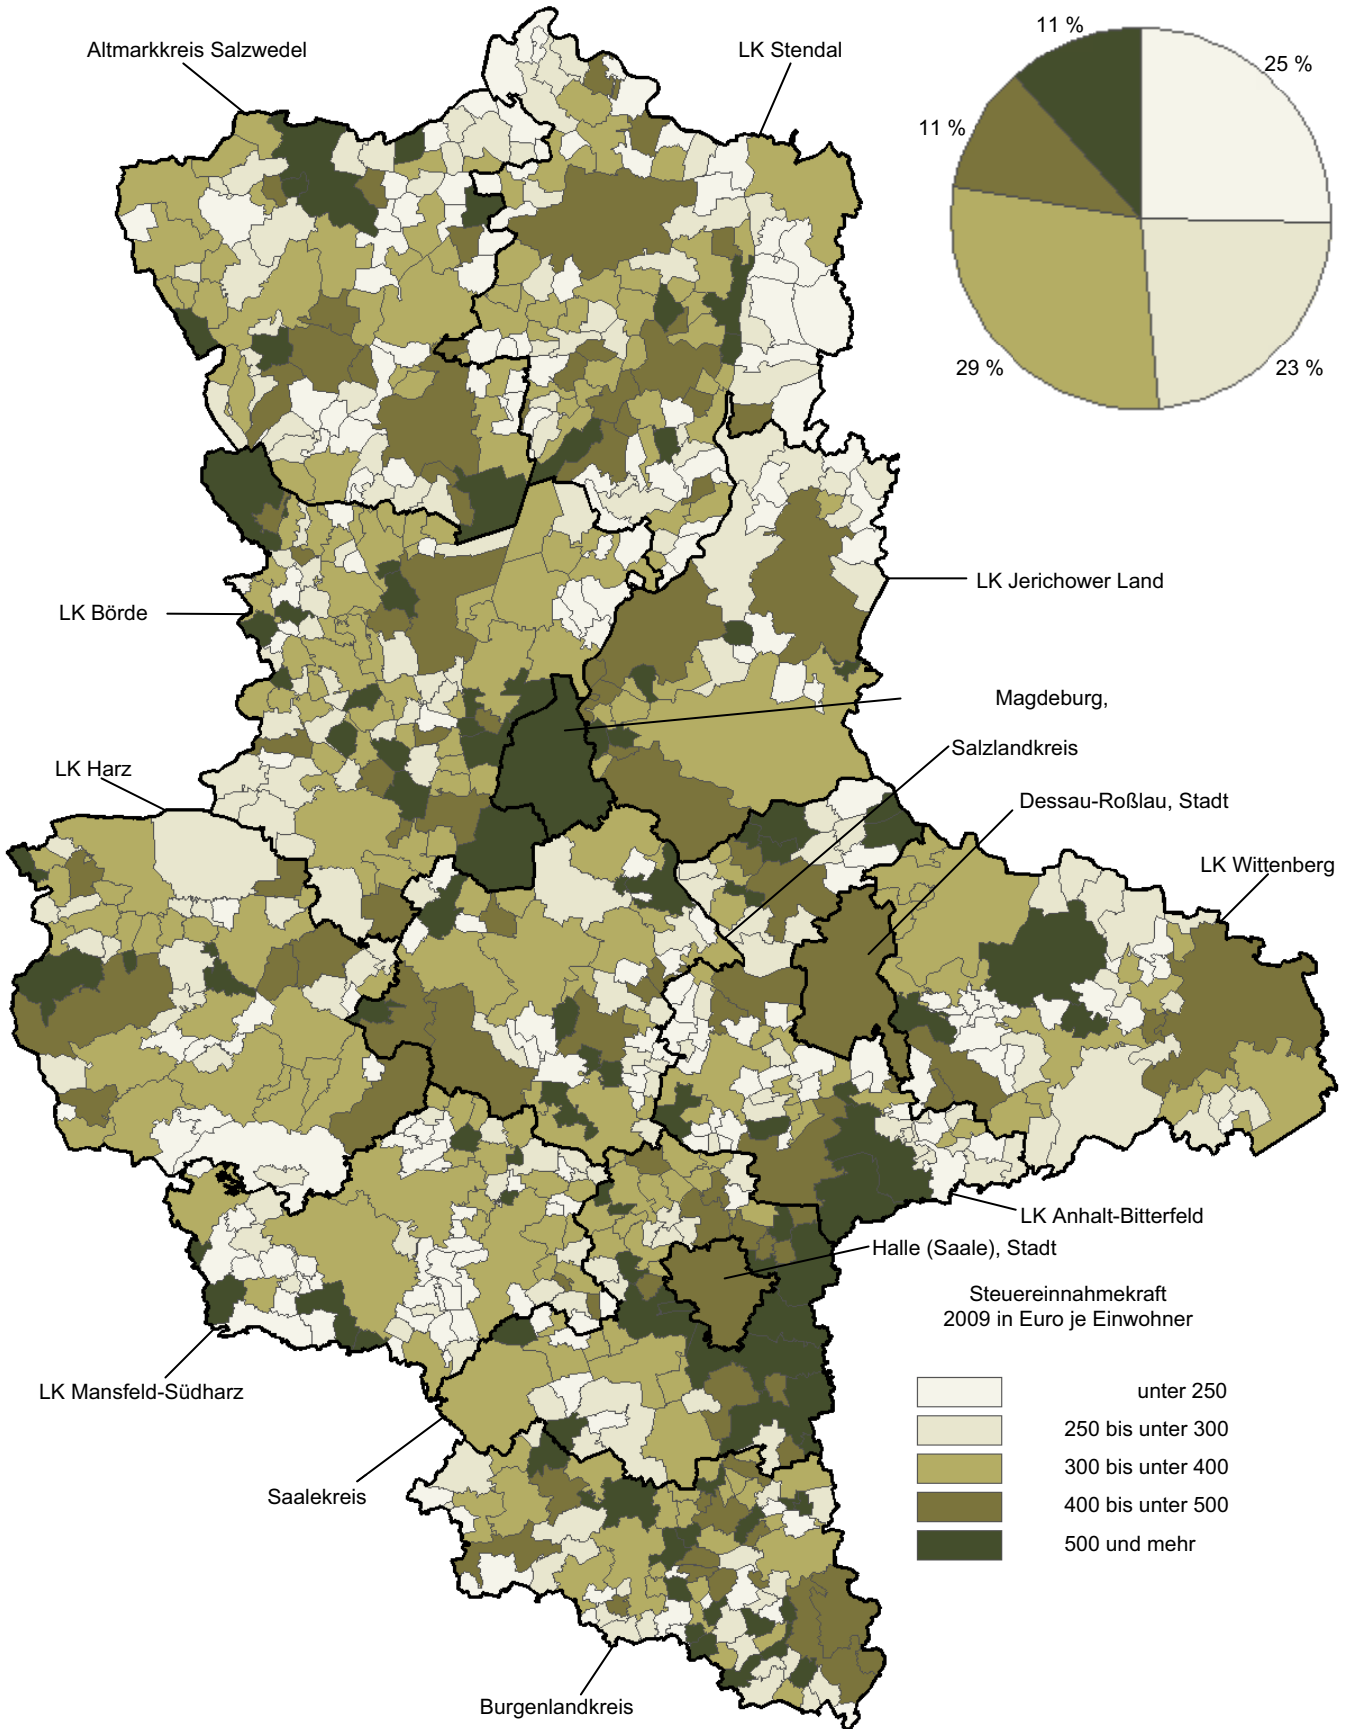 11 %
Altmarkkreis Salzwedel
LK Stendal
25 %
11 %
29 %
23 %
LK Jerichower Land
LK Börde
Magdeburg,
Salzlandkreis
LK Harz
Dessau-Roßlau, Stadt
LK Wittenberg
LK Anhalt-Bitterfeld
Halle (Saale), Stadt
Steuereinnahmekraft
2009 in Euro je Einwohner
LK Mansfeld-Südharz
unter 250
250 bis unter 300
300 bis unter 400
400 bis unter 500
500 und mehr
Saalekreis
Burgenlandkreis